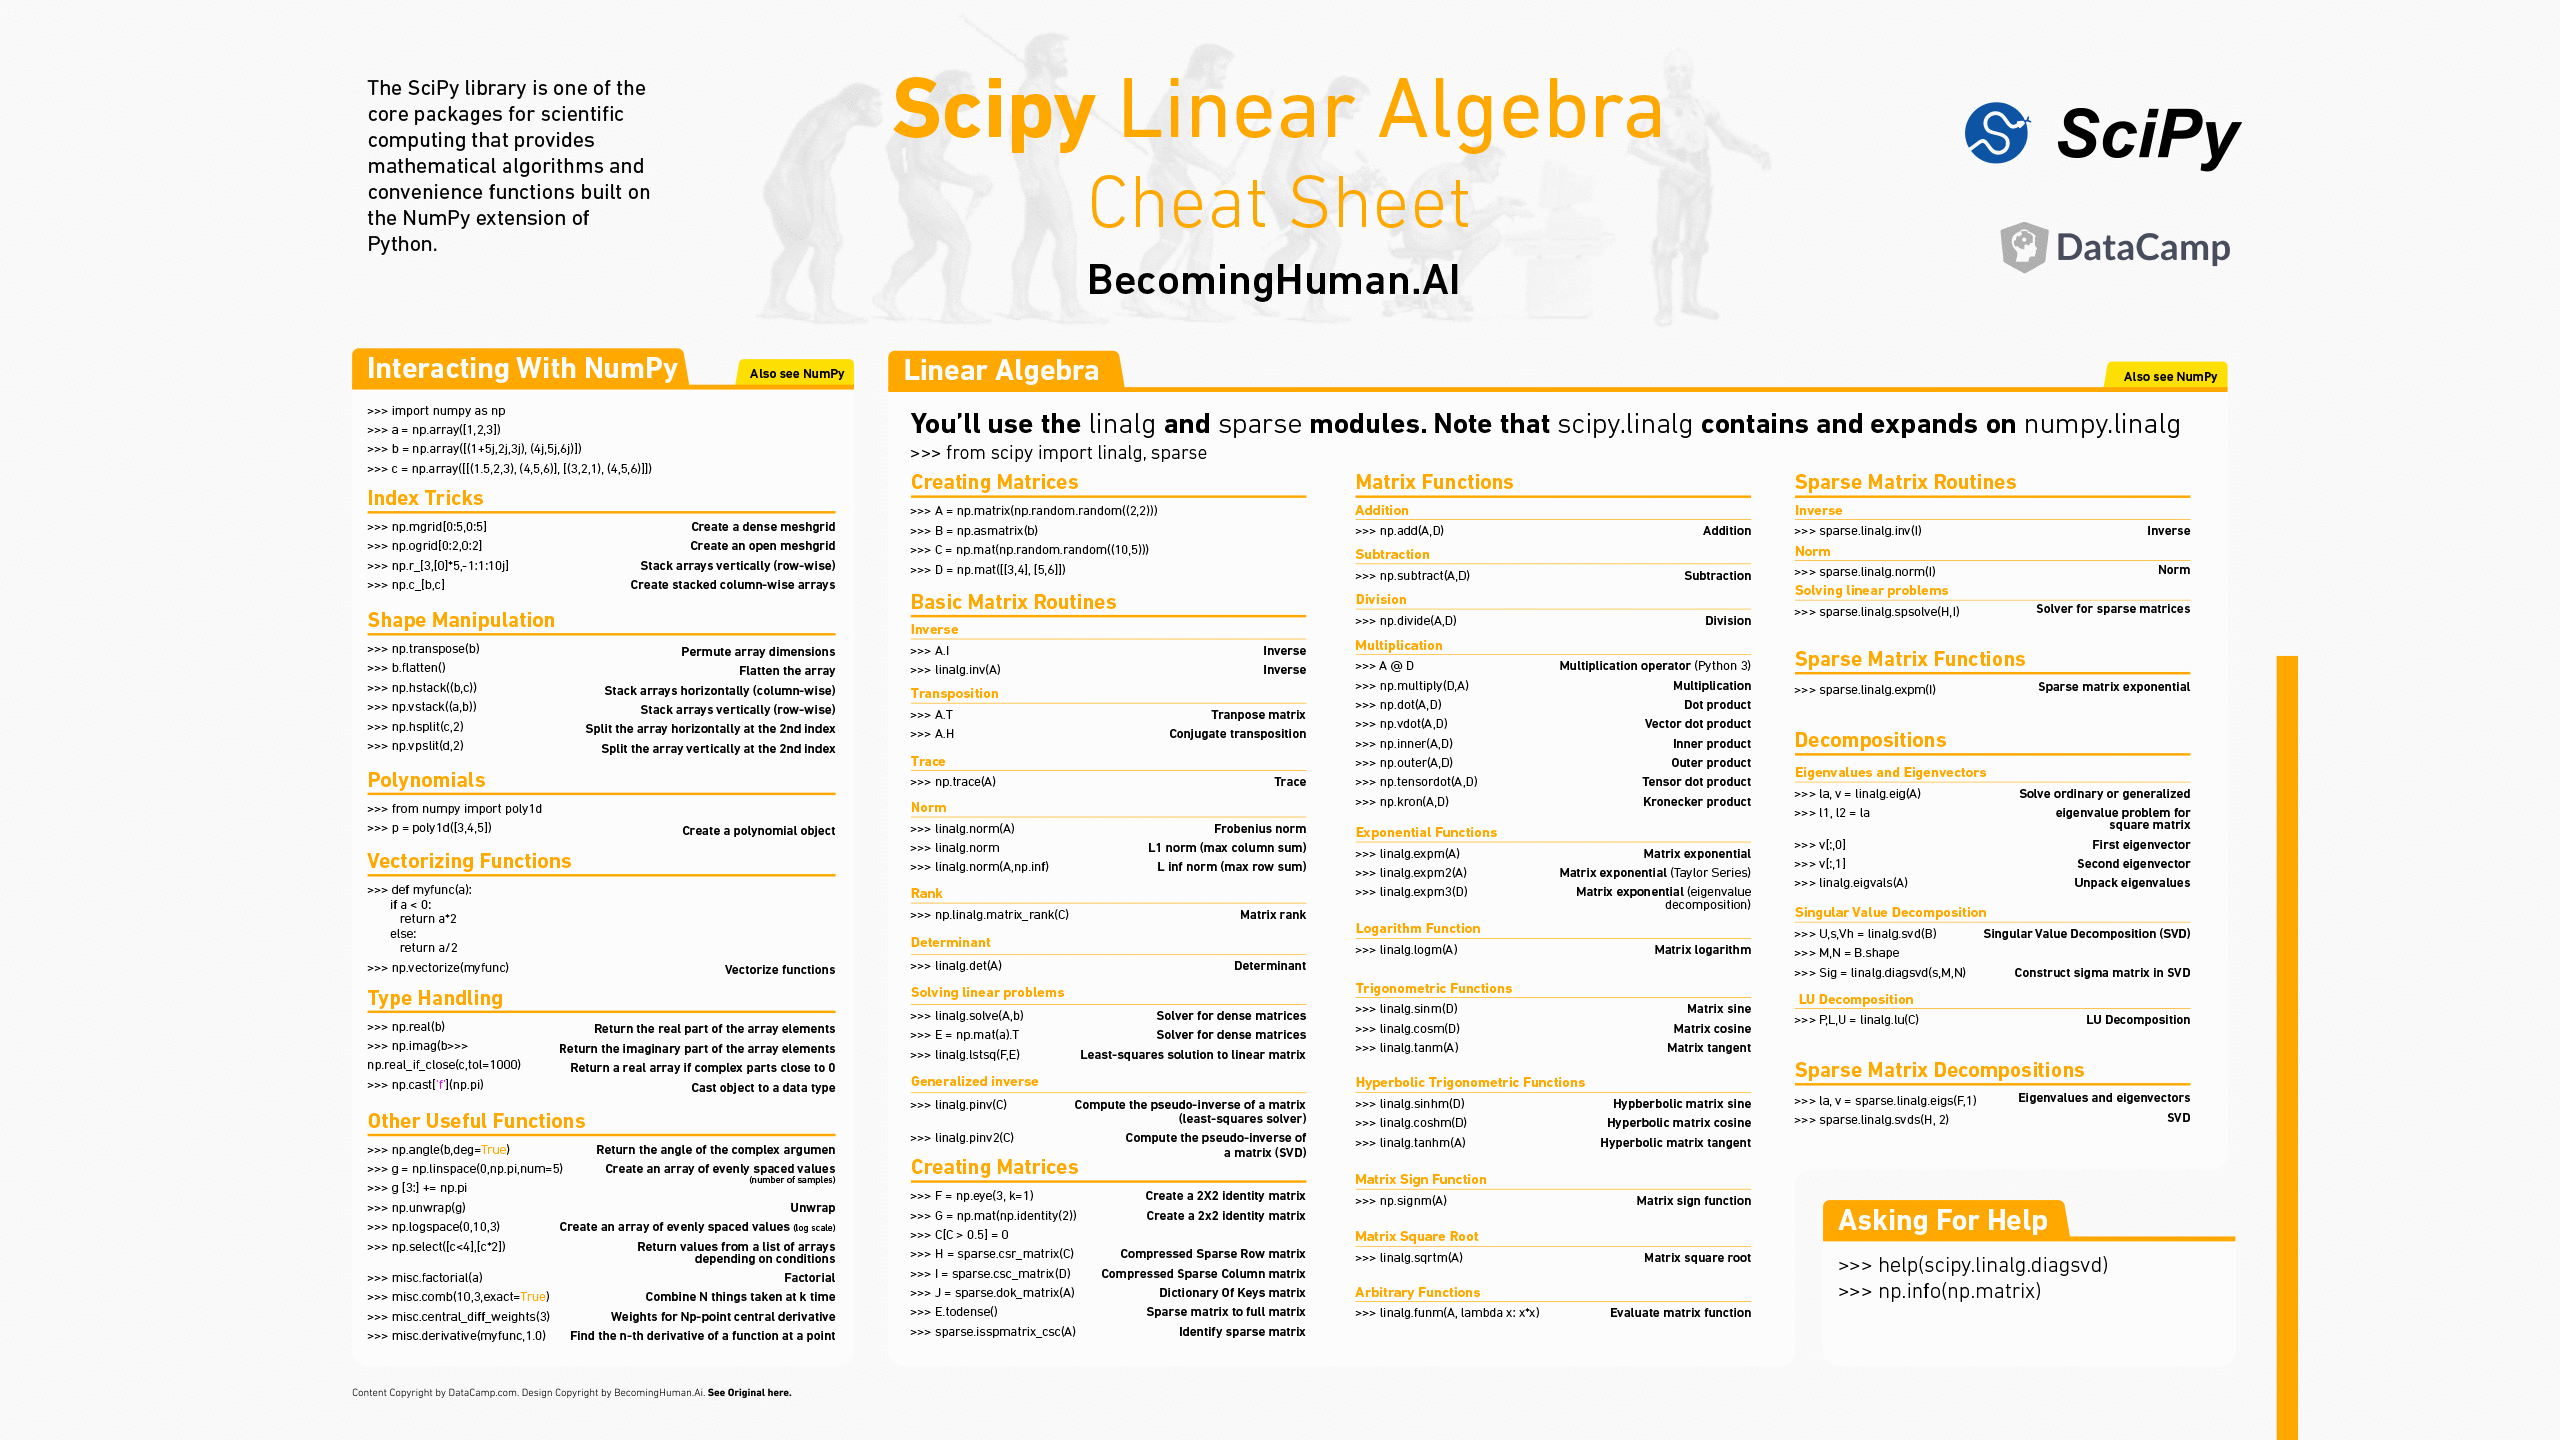 The SciPy library is one of the
core packages for scientific
computing that provides
mathematical algorithms and
convenience functions built on
the NumPy extension of
Python.
Scipy Linear Algebra
Cheat Sheet
BecomingHuman.AI
SciPy
DataCamp
Interacting With NumPy
Also see NumPy
>>> import numpy as np
>>> a = np.array([1,2,3])
>>> b = np.array([(1+5j,2j,3j), (4j,5j,6j)])
>>> c = np.array([[(1.5,2,3), (4,5,6)], [(3,2,1), (4,5,6)]])
Index Tricks
>>> np.mgrid[0:5,0:5] Create a dense meshgrid
>>> np.ogrid[0:2,0:2] Create an open meshgrid
>>> np.r_[3,[0]*5,-1:1:10j] Stack arrays vertically (row-wise)
>>> np.c_[b,c] Create stacked column-wise arrays
Shape Manipulation
>>> np.transpose(b) Permute array dimensions
>>> b.flatten() Flatten the array
>>> np.hstack((b,c)) Stack arrays horizontally (column-wise)
>>> np.vstack((a,b)) Stack arrays vertically (row-wise)
>>> np.hsplit(c,2) Split the array horizontally at the 2nd index
>>> np.vpslit(d,2) Split the array vertically at the 2nd index
Polynomials
>>> from numpy import poly1d
>>> p = poly1d([3,4,5]) Create a polynomial object
Vectorizing Functions
>>> def myfunc(a):
if a < 0:
return a*2
else:
return a/2
>>> np.vectorize(myfunc) Vectorize functions
Type Handling
>>> np.real(b) Return the real part of the array elements
>>> np.imag(b>>> Return the imaginary part of the array elements
np.real_if_close(c,tol=1000) Return a real array if complex parts close to 0
>>> np.cast['f'](np.pi) Cast object to a data type
Other Useful Functions
>>> np.angle(b,deg=True) Return the angle of the complex argumen
>>> g = np.linspace(0,np.pi,num=5) Create an array of evenly spaced values
(number of samples)
>>> g [3:] += np.pi
>>> np.unwrap(g) Unwrap
>>> np.logspace(0,10,3) Create an array of evenly spaced values (log scale)
>>> np.select([c<4],[c*2]) Return values from a list of arrays
depending on conditions
>>> misc.factorial(a) Factorial
>>> misc.comb(10,3,exact=True) Combine N things taken at k time
>>> misc.central_diff_weights(3) Weights for Np-point central derivative
>>> misc.derivative(myfunc,1.0) Find the n-th derivative of a function at a point
Linear Algebra
Also see NumPy
You'll use the linalg and sparse modules. Note that scipy.linalg contains and expands on numpy.linalg
>>> from scipy import linalg, sparse
Creating Matrices
>>> A = np.matrix(np.random.random((2,2)))
>>> B = np.asmatrix(b)
>>> C = np.mat(np.random.random((10,5)))
>>> D = np.mat([[3,4], [5,6]])
Basic Matrix Routines
Inverse
>>> A.I Inverse
>>> linalg.inv(A) Inverse
Transposition
>>> A.T Tranpose matrix
>>> A.H Conjugate transposition
Trace
>>> np.trace(A) Trace
Norm
>>> linalg.norm(A) Frobenius norm
>>> linalg.norm L1 norm (max column sum)
>>> linalg.norm(A,np.inf) L inf norm (max row sum)
Rank
>>> np.linalg.matrix_rank(C) Matrix rank
Determinant
>>> linalg.det(A) Determinant
Solving linear problems
>>> linalg.solve(A,b) Solver for dense matrices
>>> E = np.mat(a).T Solver for dense matrices
>>> linalg.lstsq(F,E) Least-squares solution to linear matrix
Generalized inverse
>>> linalg.pinv(C) Compute the pseudo-inverse of a matrix
(least-squares solver)
>>> linalg.pinv2(C) Compute the pseudo-inverse of
a matrix (SVD)
Creating Matrices
>>> F = np.eye(3, k=1) Create a 2X2 identity matrix
>>> G = np.mat(np.identity(2)) Create a 2x2 identity matrix
>>> C[C > 0.5] = 0
>>> H = sparse.csr_matrix(C) Compressed Sparse Row matrix
>>> I = sparse.csc_matrix(D) Compressed Sparse Column matrix
>>> J = sparse.dok_matrix(A) Dictionary Of Keys matrix
>>> E.todense() Sparse matrix to full matrix
>>> sparse.isspmatrix_csc(A) Identify sparse matrix
Matrix Functions
Addition
>>> np.add(A,D) Addition
Subtraction
>>> np.subtract(A,D) Subtraction
Division
>>> np.divide(A,D) Division
Multiplication
>>> A @ D Multiplication operator (Python 3)
>>> np.multiply(D,A) Multiplication
>>> np.dot(A,D) Dot product
>>> np.vdot(A,D) Vector dot product
>>> np.inner(A,D) Inner product
>>> np.outer(A,D) Outer product
>>> np.tensordot(A,D) Tensor dot product
>>> np.kron(A,D) Kronecker product
Exponential Functions
>>> linalg.expm(A) Matrix exponential
>>> linalg.expm2(A) Matrix exponential (Taylor Series)
>>> linalg.expm3(D) Matrix exponential (eigenvalue
decomposition)
Logarithm Function
>>> linalg.logm(A) Matrix logarithm
Trigonometric Functions
>>> linalg.sinm(D) Matrix sine
>>> linalg.cosm(D) Matrix cosine
>>> linalg.tanm(A) Matrix tangent
Hyperbolic Trigonometric Functions
>>> linalg.sinhm(D) Hypberbolic matrix sine
>>> linalg.coshm(D) Hyperbolic matrix cosine
>>> linalg.tanhm(A) Hyperbolic matrix tangent
Matrix Sign Function
>>> np.signm(A) Matrix sign function
Matrix Square Root
>>> linalg.sqrtm(A) Matrix square root
Arbitrary Functions
>>> linalg.funm(A, lambda x: x*x) Evaluate matrix function
Sparse Matrix Routines
Inverse
>>> sparse.linalg.inv(I) Inverse
Norm
>>> sparse.linalg.norm(I) Norm
Solving linear problems
>>> sparse.linalg.spsolve(H,I) Solver for sparse matrices
Sparse Matrix Functions
>>> sparse.linalg.expm(I) Sparse matrix exponential
Decompositions
Eigenvalues and Eigenvectors
>>> la, v = linalg.eig(A) Solve ordinary or generalized
>>> l1, l2 = la eigenvalue problem for
square matrix
>>> v[:,0] First eigenvector
>>> v[:,1] Second eigenvector
>>> linalg.eigvals(A) Unpack eigenvalues
Singular Value Decomposition
>>> U,s,Vh = linalg.svd(B) Singular Value Decomposition (SVD)
>>> M,N = B.shape
>>> Sig = linalg.diagsvd(s,M,N) Construct sigma matrix in SVD
LU Decomposition
>>> P,L,U = linalg.lu(C) LU Decomposition
Sparse Matrix Decompositions
>>> la, v = sparse.linalg.eigs(F,1) Eigenvalues and eigenvectors
>>> sparse.linalg.svds(H, 2) SVD
Asking For Help
>>> help(scipy.linalg.diagsvd)
>>> np.info(np.matrix)
Content Copyright by DataCamp.com. Design Copyright by BecomingHuman.Ai. See Original here.